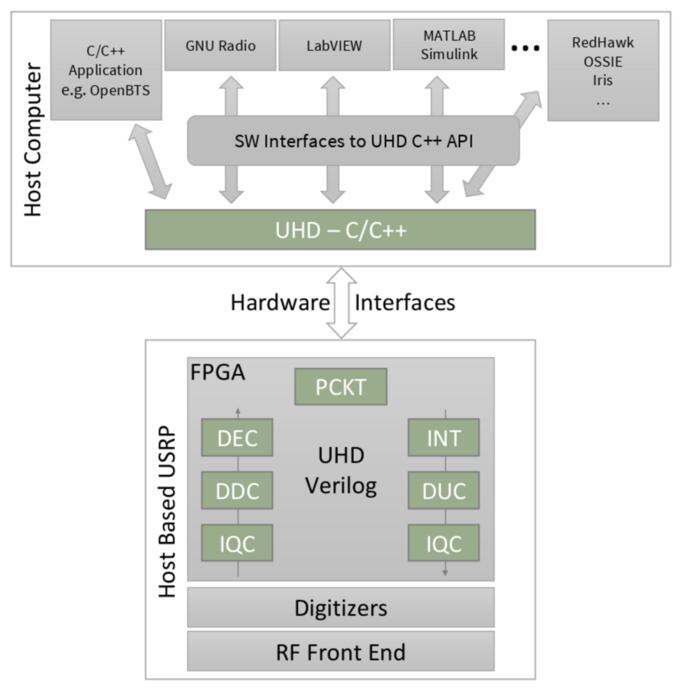 Host Computer
C/C++
Application
e.g. OpenBTS
GNU Radio
LabVIEW
MATLAB
Simulink
...
RedHawk
OSSIE
Iris
...
SW Interfaces to UHD C++ API
UHD – C/C++
Hardware Interfaces
Host Based USRP
FPGA
PCKT
DEC
DDC
IQC
UHD
Verilog
INT
DUC
IQC
Digitizers
RF Front End